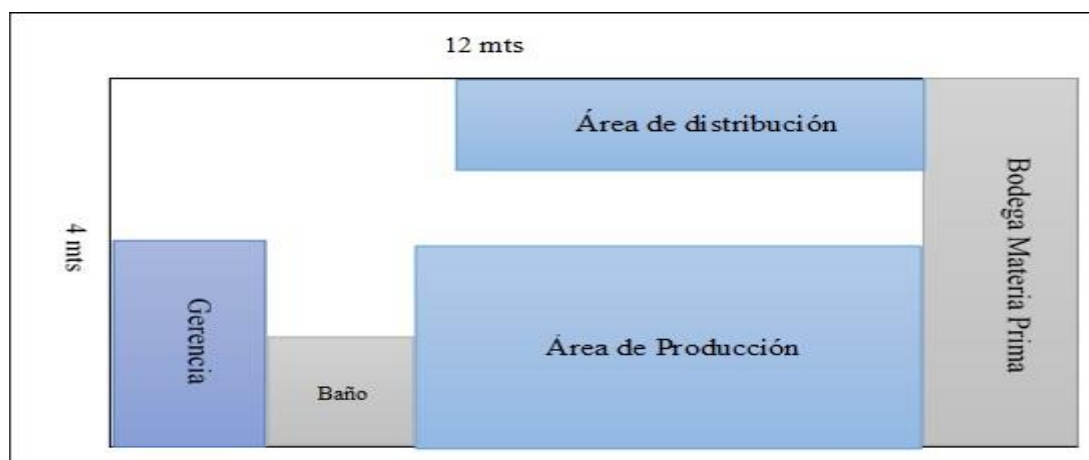 12 mts
Área de distribución
Bodega Materia Prima
4 mts
Gerencia
Área de Producción
Baño